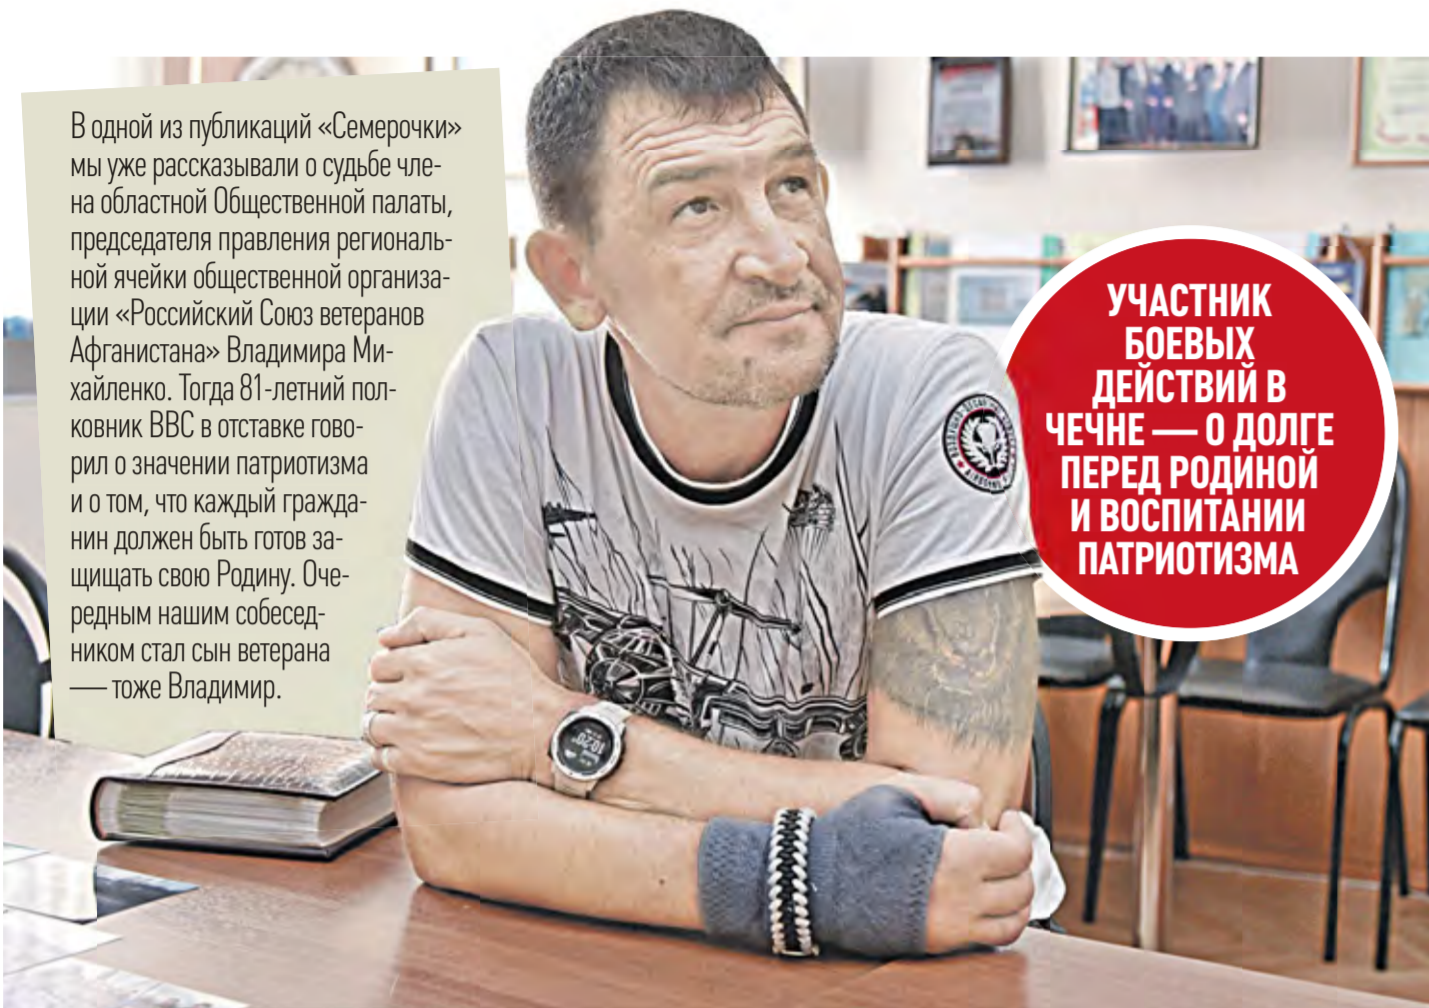 В одной из публикаций «Семерочки»
мы уже рассказывали о судьбе чле-
на областной Общественной палаты,
председателя правления региональ-
ной ячейки общественной организа-
ции «Российский Союз ветеранов
Афганистана» Владимира Ми-
хайленко. Тогда 81-летний пол-
ковник ВВС в отставке гово-
рил о значении патриотизма
и о том, что каждый гражда-
нин должен быть готов за-
щищать свою Родину. Оче-
редным нашим собесед-
ником стал сын ветерана
— тоже Владимир.
УЧАСТНИК
БОЕВЫХ
ДЕЙСТВИЙ В
ЧЕЧНЕ — О ДОЛГЕ
ПЕРЕД РОДИНОЙ
И ВОСПИТАНИИ
ПАТРИОТИЗМА
10:20